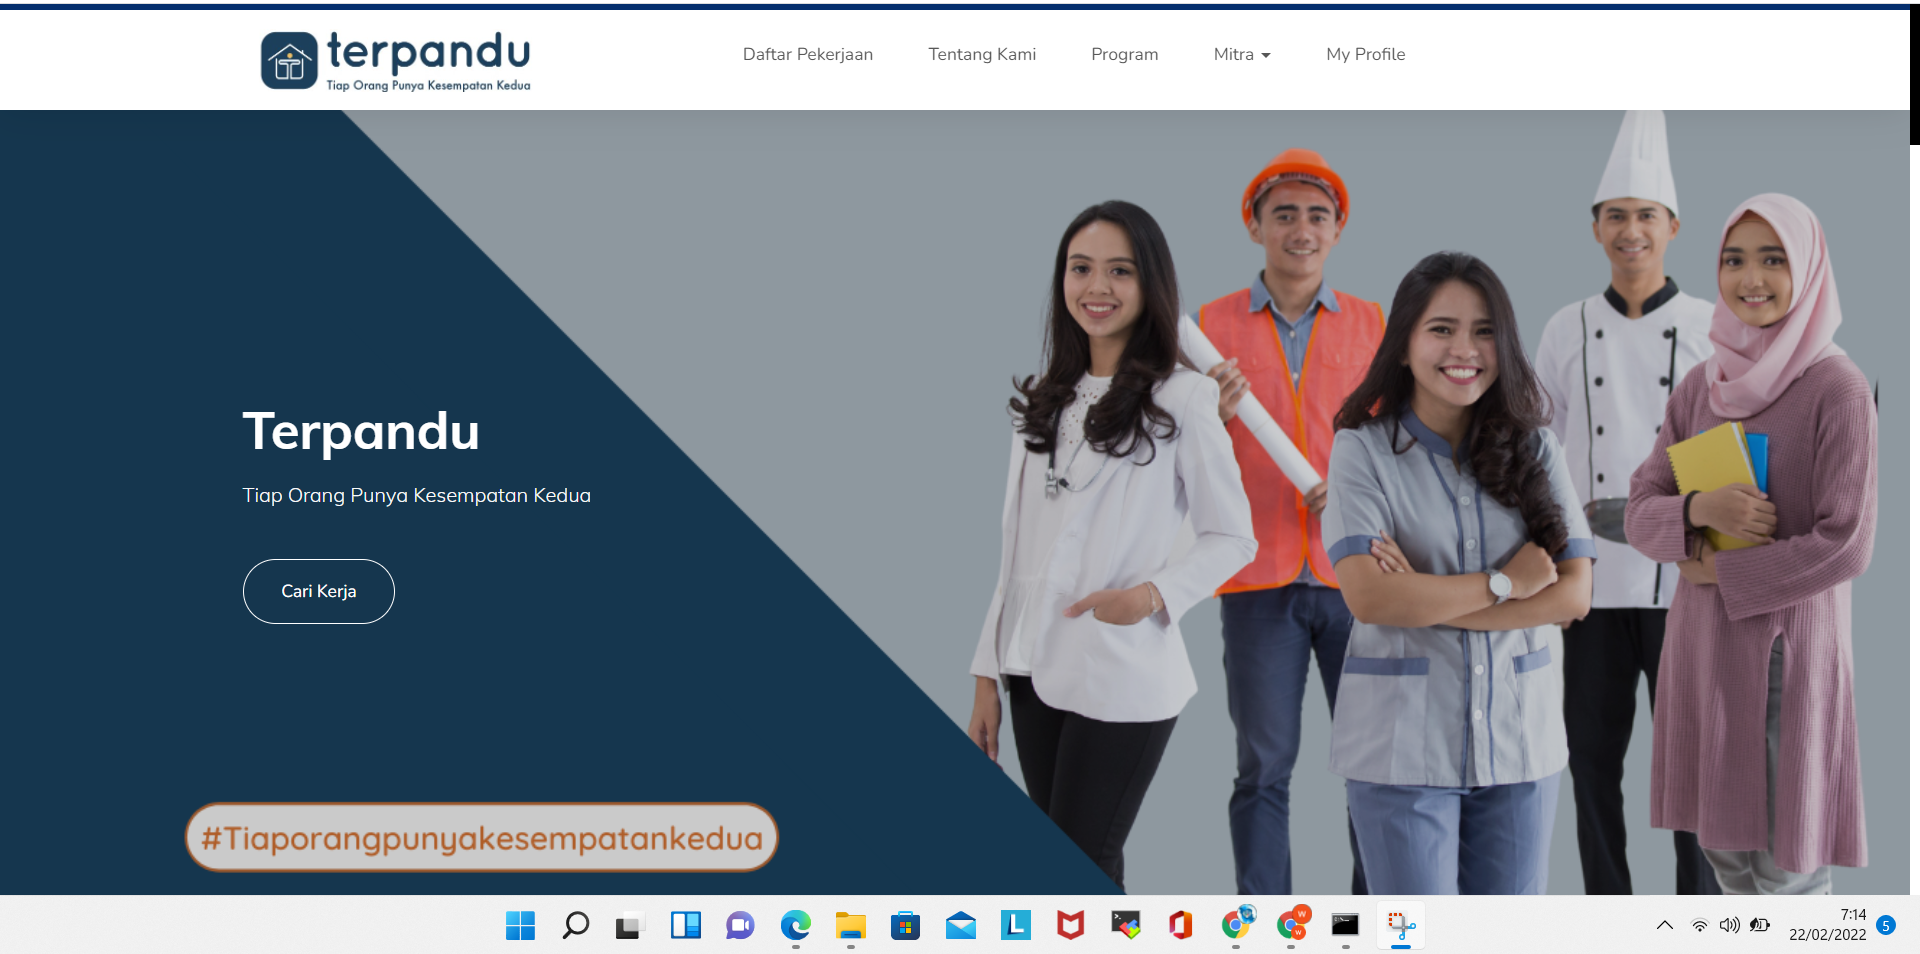 terpandu
Tiap Orang Punya Kesempatan Kedua
Daftar Pekerjaan
Tentang Kami
Program
Mitra
My Profile
Terpandu
Tiap Orang Punya Kesempatan Kedua
Cari Kerja
#Tiaporangpunyakesempatankedua
L
W
W
7:14
22/02/2022
5